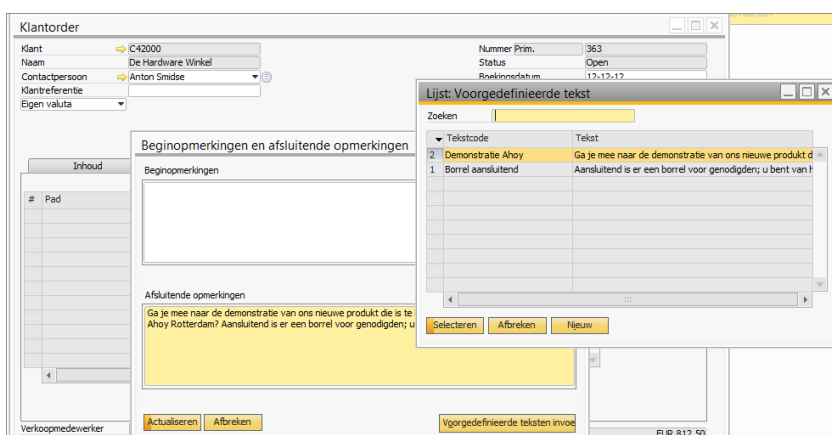 Klantorder
Klant C42000
Naam De Hardware Winkel
Contactpersoon Anton Smidse
Klantreferentie
Eigen valuta
Nummer Prim. 363
Status Open
Boekingsdatum 12-12-12
Inhoud
# Pad
Verkoopmedewerker
EUR 812,50
Beginopmerkingen en afsluitende opmerkingen
Beginopmerkingen
Afsluitende opmerkingen
Ga je mee naar de demonstratie van ons nieuwe produkt die is te
Ahoy Rotterdam? Aansluitend is er een borrel voor genodigden; u
Actualiseren Afbreken Voorgedefinieerde teksten invoe
Lijst: Voorgedefinieerde tekst
Zoeken
Tekstcode Tekst
2 Demonstratie Ahoy Ga je mee naar de demonstratie van ons nieuwe produkt d
1 Borrel aansluitend Aansluitend is er een borrel voor genodigden; u bent van h
Selecteren Afbreken Nieuw